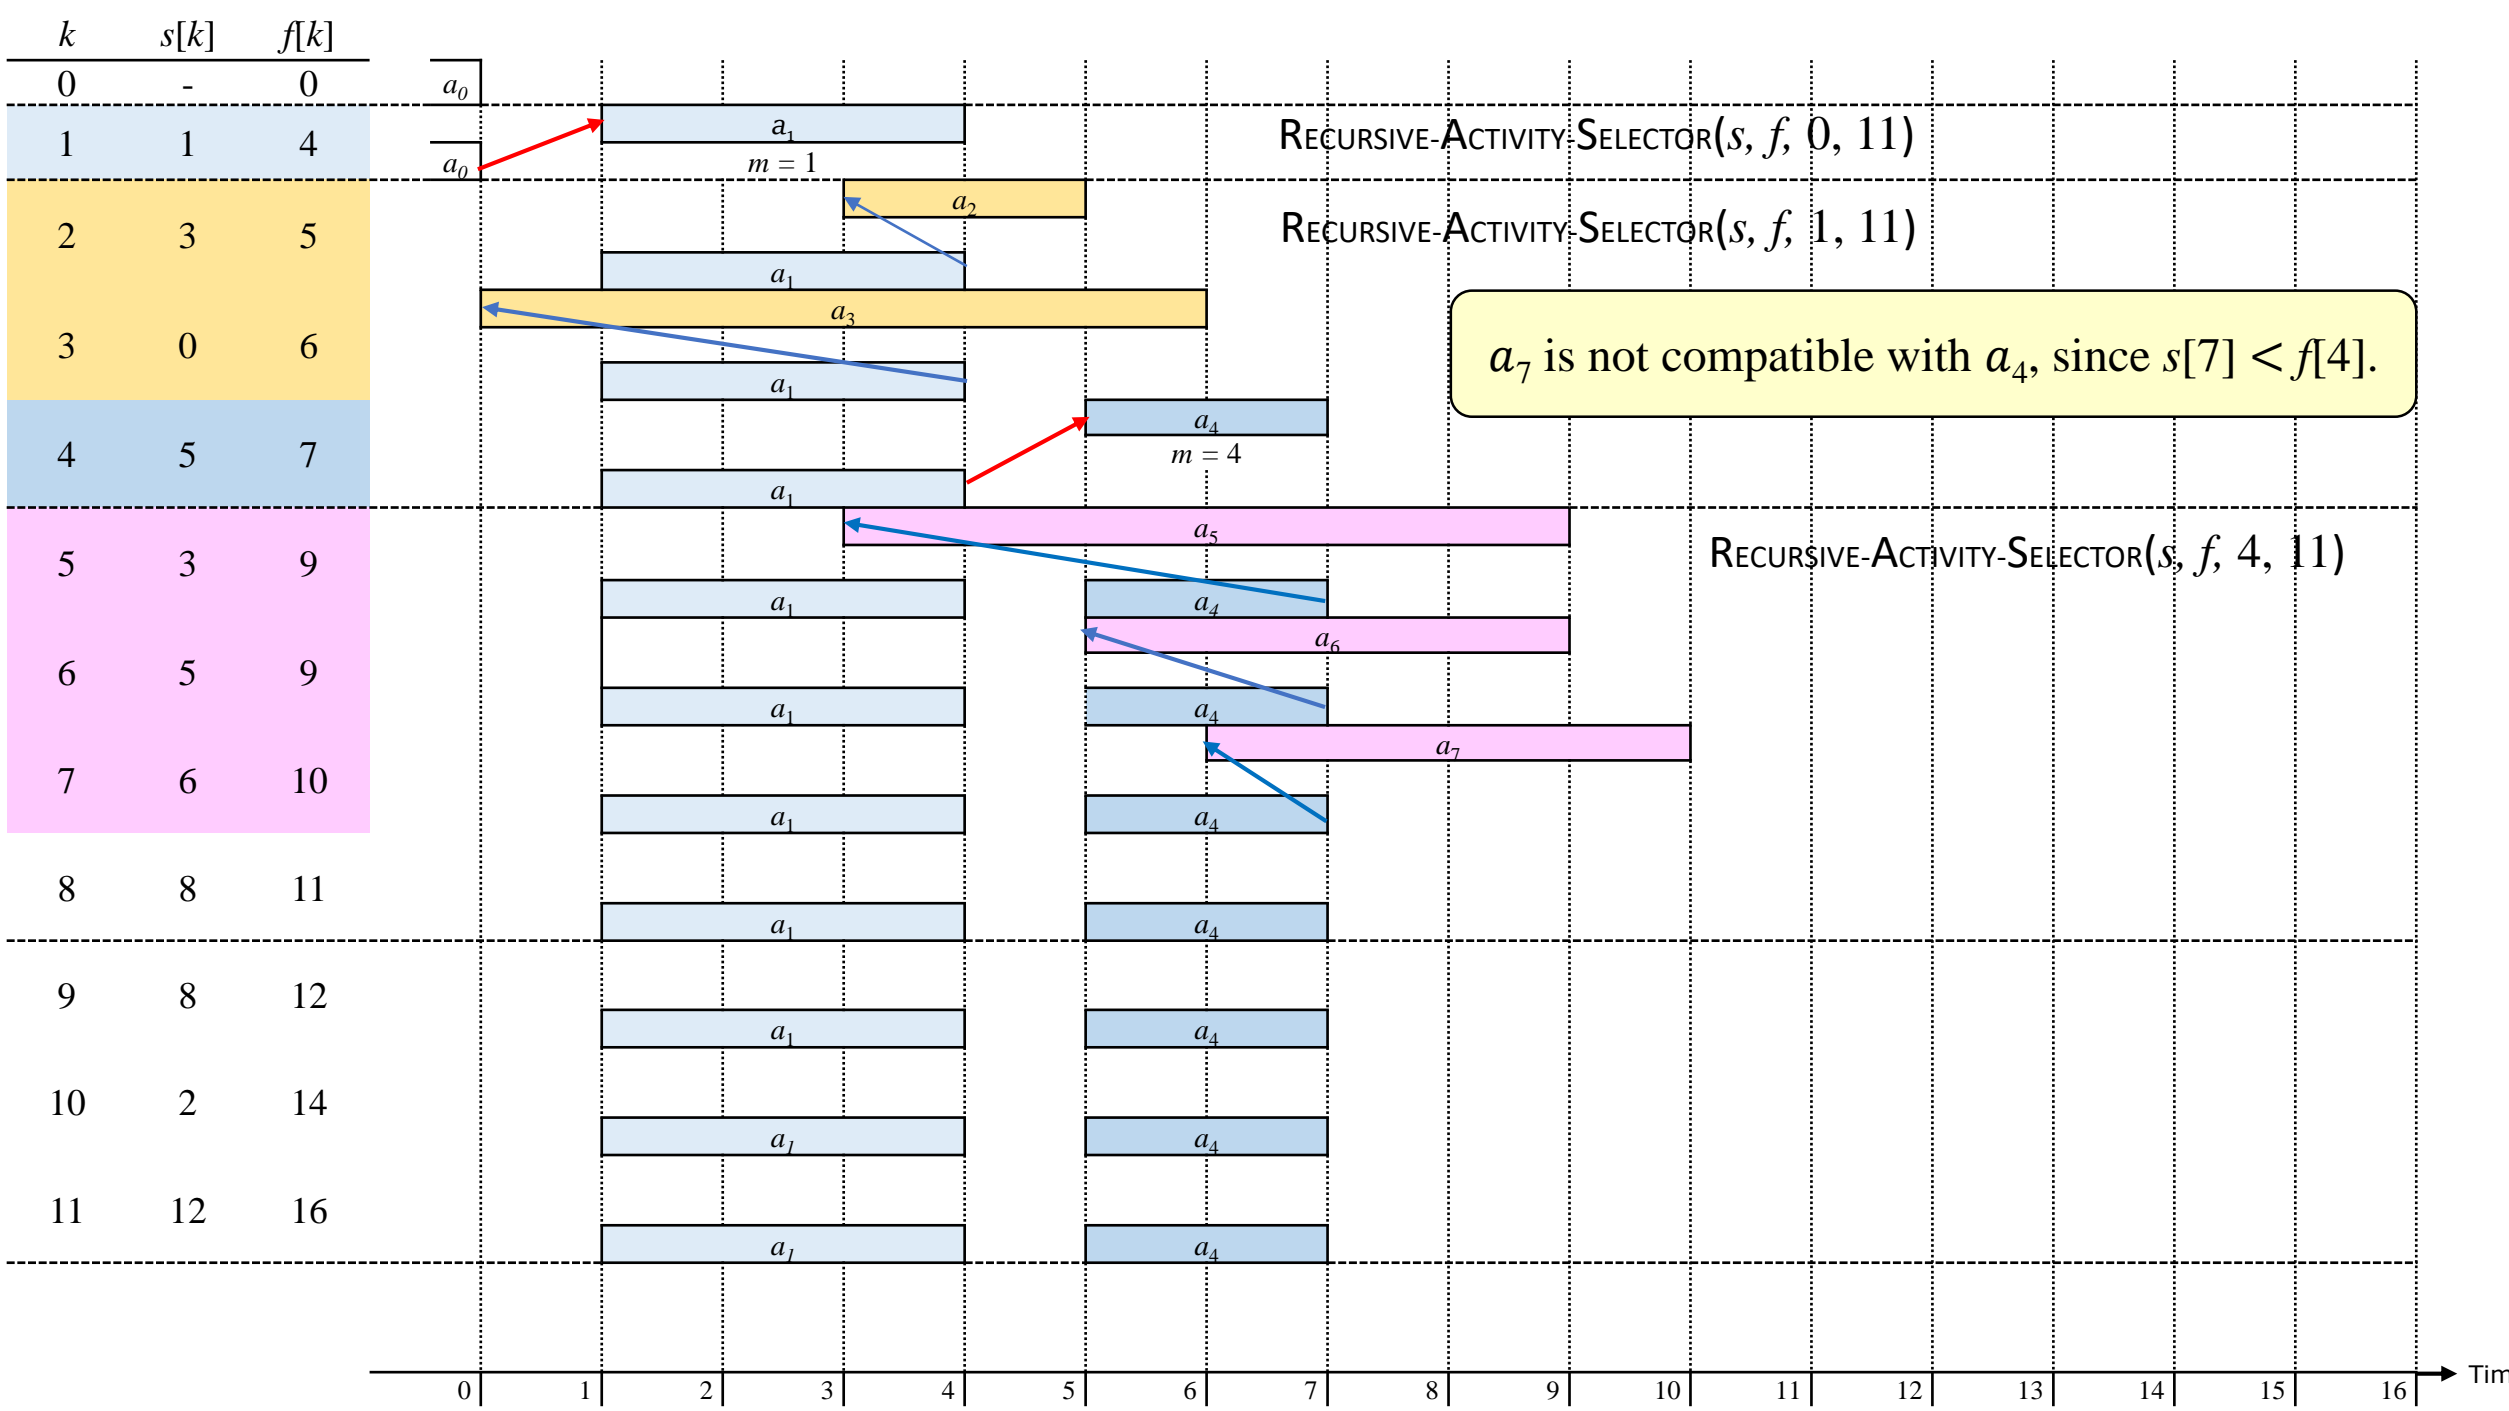 k s[k] f[k]
0 - 0 a0
1 1 4 a1 RECURSIVE-ACTIVITY-SELECTOR(s, f, 0, 11)
a0 m = 1
a2
2 3 5 RECURSIVE-ACTIVITY-SELECTOR(s, f, 1, 11)
a1
a3
3 0 6 a7 is not compatible with a4, since s[7] < f[4].
a1
a4
4 5 7 m = 4
a1
a5
5 3 9 RECURSIVE-ACTIVITY-SELECTOR(s, f, 4, 11)
a1 a4
a6
6 5 9
a1 a4
a7
7 6 10
a1 a4
8 8 11
a1 a4
9 8 12
a1 a4
10 2 14
a1 a4
11 12 16
a1 a4
0 1 2 3 4 5 6 7 8 9 10 11 12 13 14 15 16 Tim